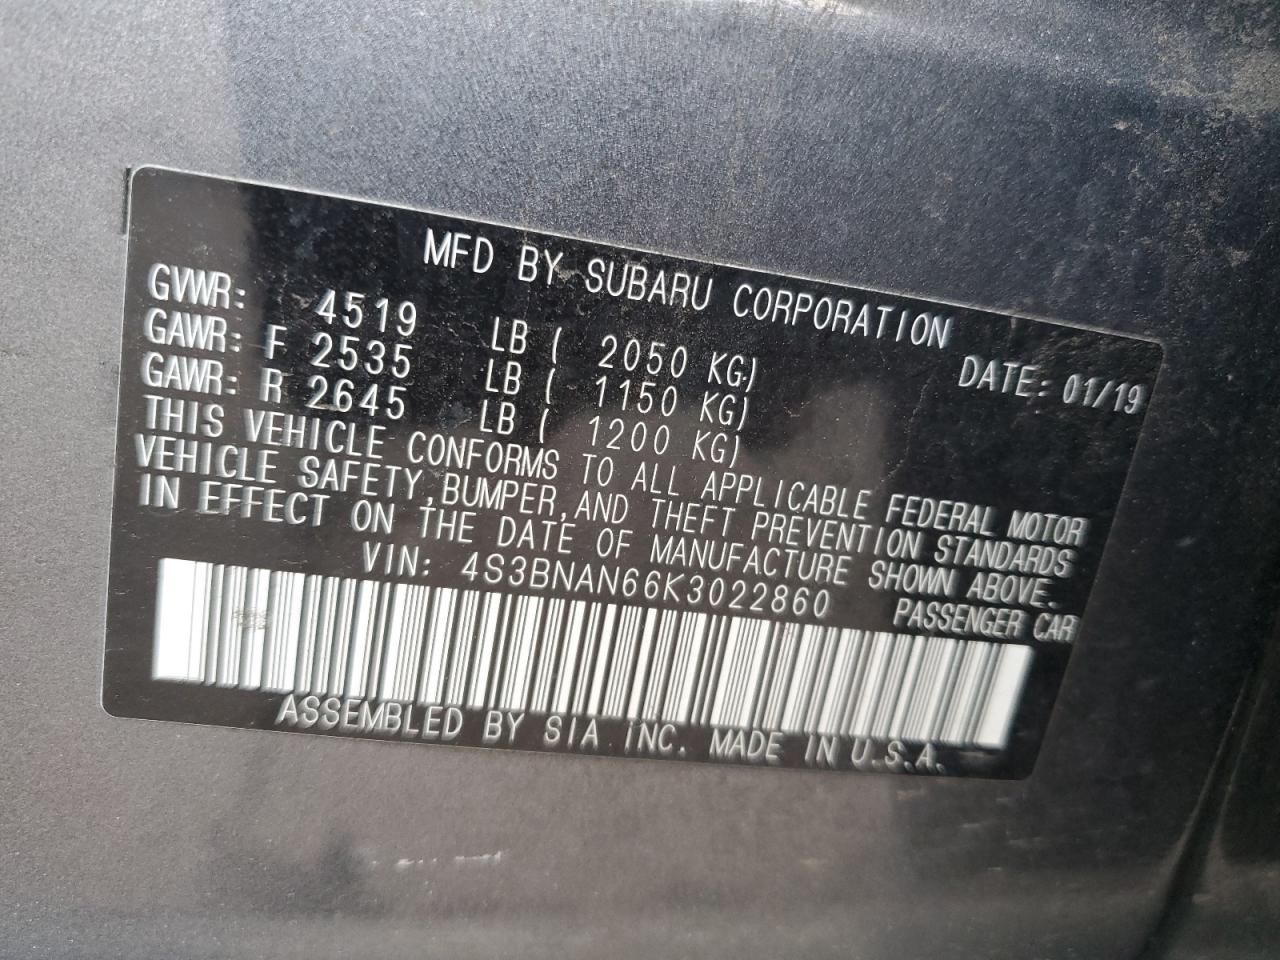 MFD BY SUBARU CORPORATION
GVWR: 4519 LB ( 2050 KG.) DATE: 01/19
GAWR: F 2535 LB ( 1150 KG)
GAWR: R 2645 LB ( 1200 KG)
THIS VEHICLE CONFORMS TO ALL APPLICABLE FEDERAL MOTOR
VEHICLE SAFETY, BUMPER, AND THEFT PREVENTION STANDARDS
IN EFFECT ON THE DATE OF MANUFACTURE SHOWN ABOVE.
VIN: 4S3BNAN66K3022860 PASSENGER CAR
ASSEMBLED BY SIA INC. MADE IN U.S.A.